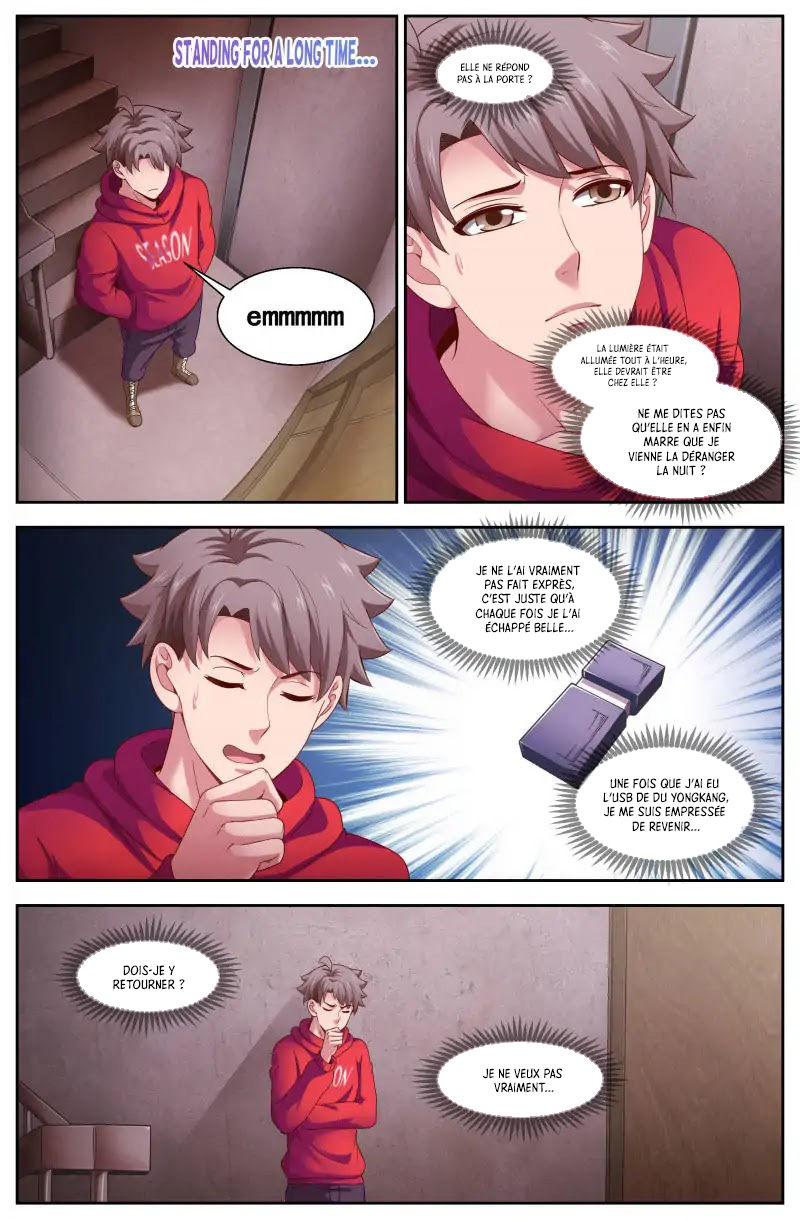 STANDING FOR A LONG TIME...
SEASON
emmmmm
ELLE NE RÉPOND
PAS À LA PORTE ?
LA LUMIÈRE ÉTAIT
ALLUMÉE TOUT À L'HEURE,
ELLE DEVRAIT ÊTRE
CHEZ ELLE ?
NE ME DITES PAS
QU'ELLE EN A ENFIN
MARRE QUE JE
VIENNE LA DÉRANGER
LA NUIT ?
JE NE L'AI VRAIMENT
PAS FAIT EXPRÈS,
C'EST JUSTE QU'À
CHAQUE FOIS JE L'AI
ÉCHAPPÉ BELLE...
UNE FOIS QUE J'AI EU
L'USB DE DU YONGKANG,
JE ME SUIS EMPRESSÉE
DE REVENIR...
DOIS-JE Y
RETOURNER ?
ON
JE NE VEUX PAS
VRAIMENT...